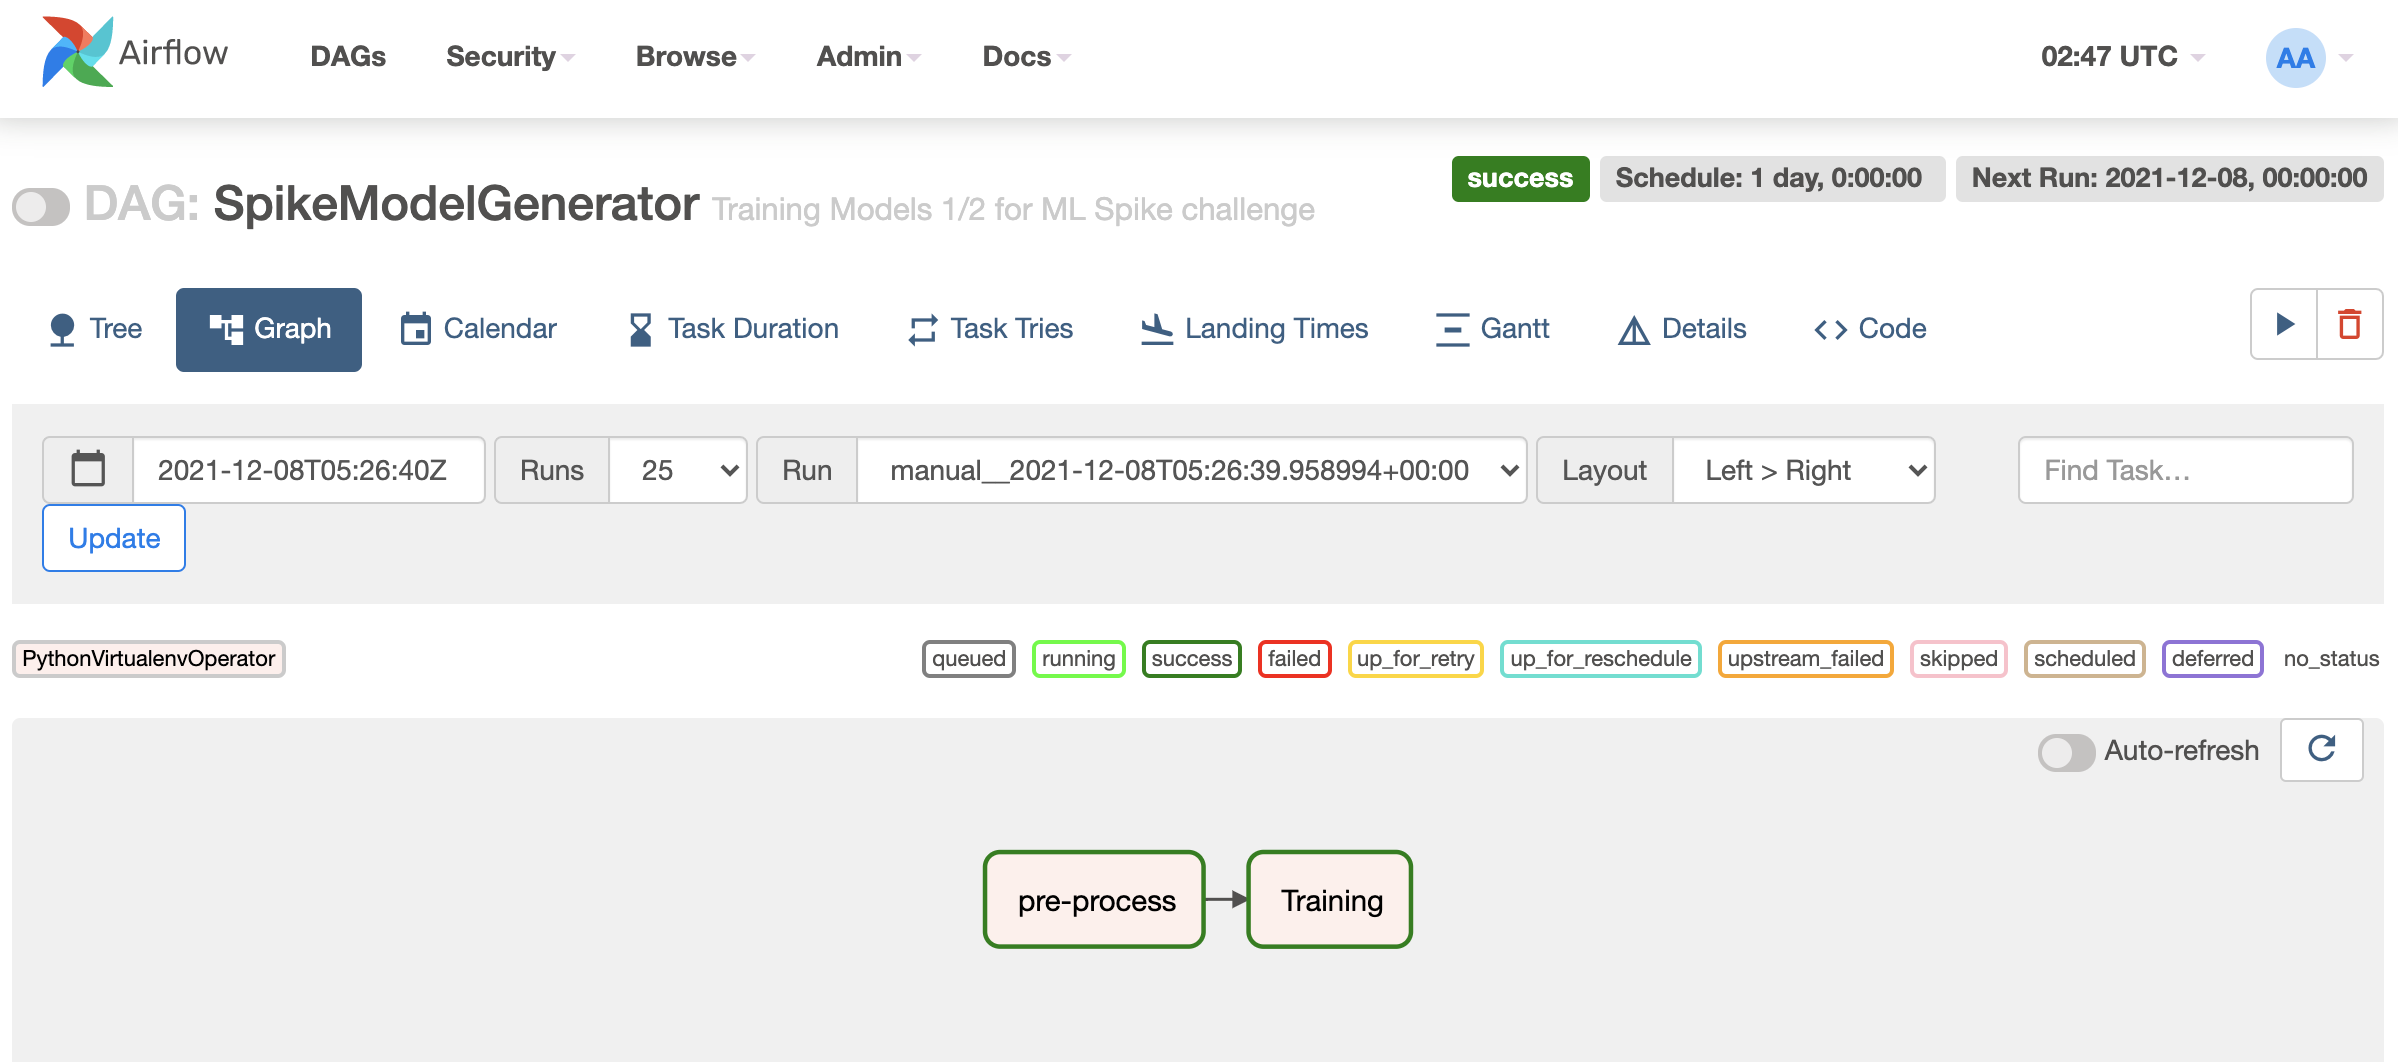 Airflow DAGs Security Browse Admin Docs 02:47 UTC AA
success Schedule: 1 day, 0:00:00 Next Run: 2021-12-08, 00:00:00
DAG: SpikeModelGenerator Training Models 1/2 for ML Spike challenge
Tree Graph Calendar Task Duration Task Tries Landing Times Gantt Details Code
2021-12-08T05:26:40Z Runs 25 Run manual__2021-12-08T05:26:39.958994+00:00 Layout Left > Right Find Task...
Update
PythonVirtualenvOperator queued running success failed up_for_retry up_for_reschedule upstream_failed skipped scheduled deferred no_status
Auto-refresh
pre-process Training